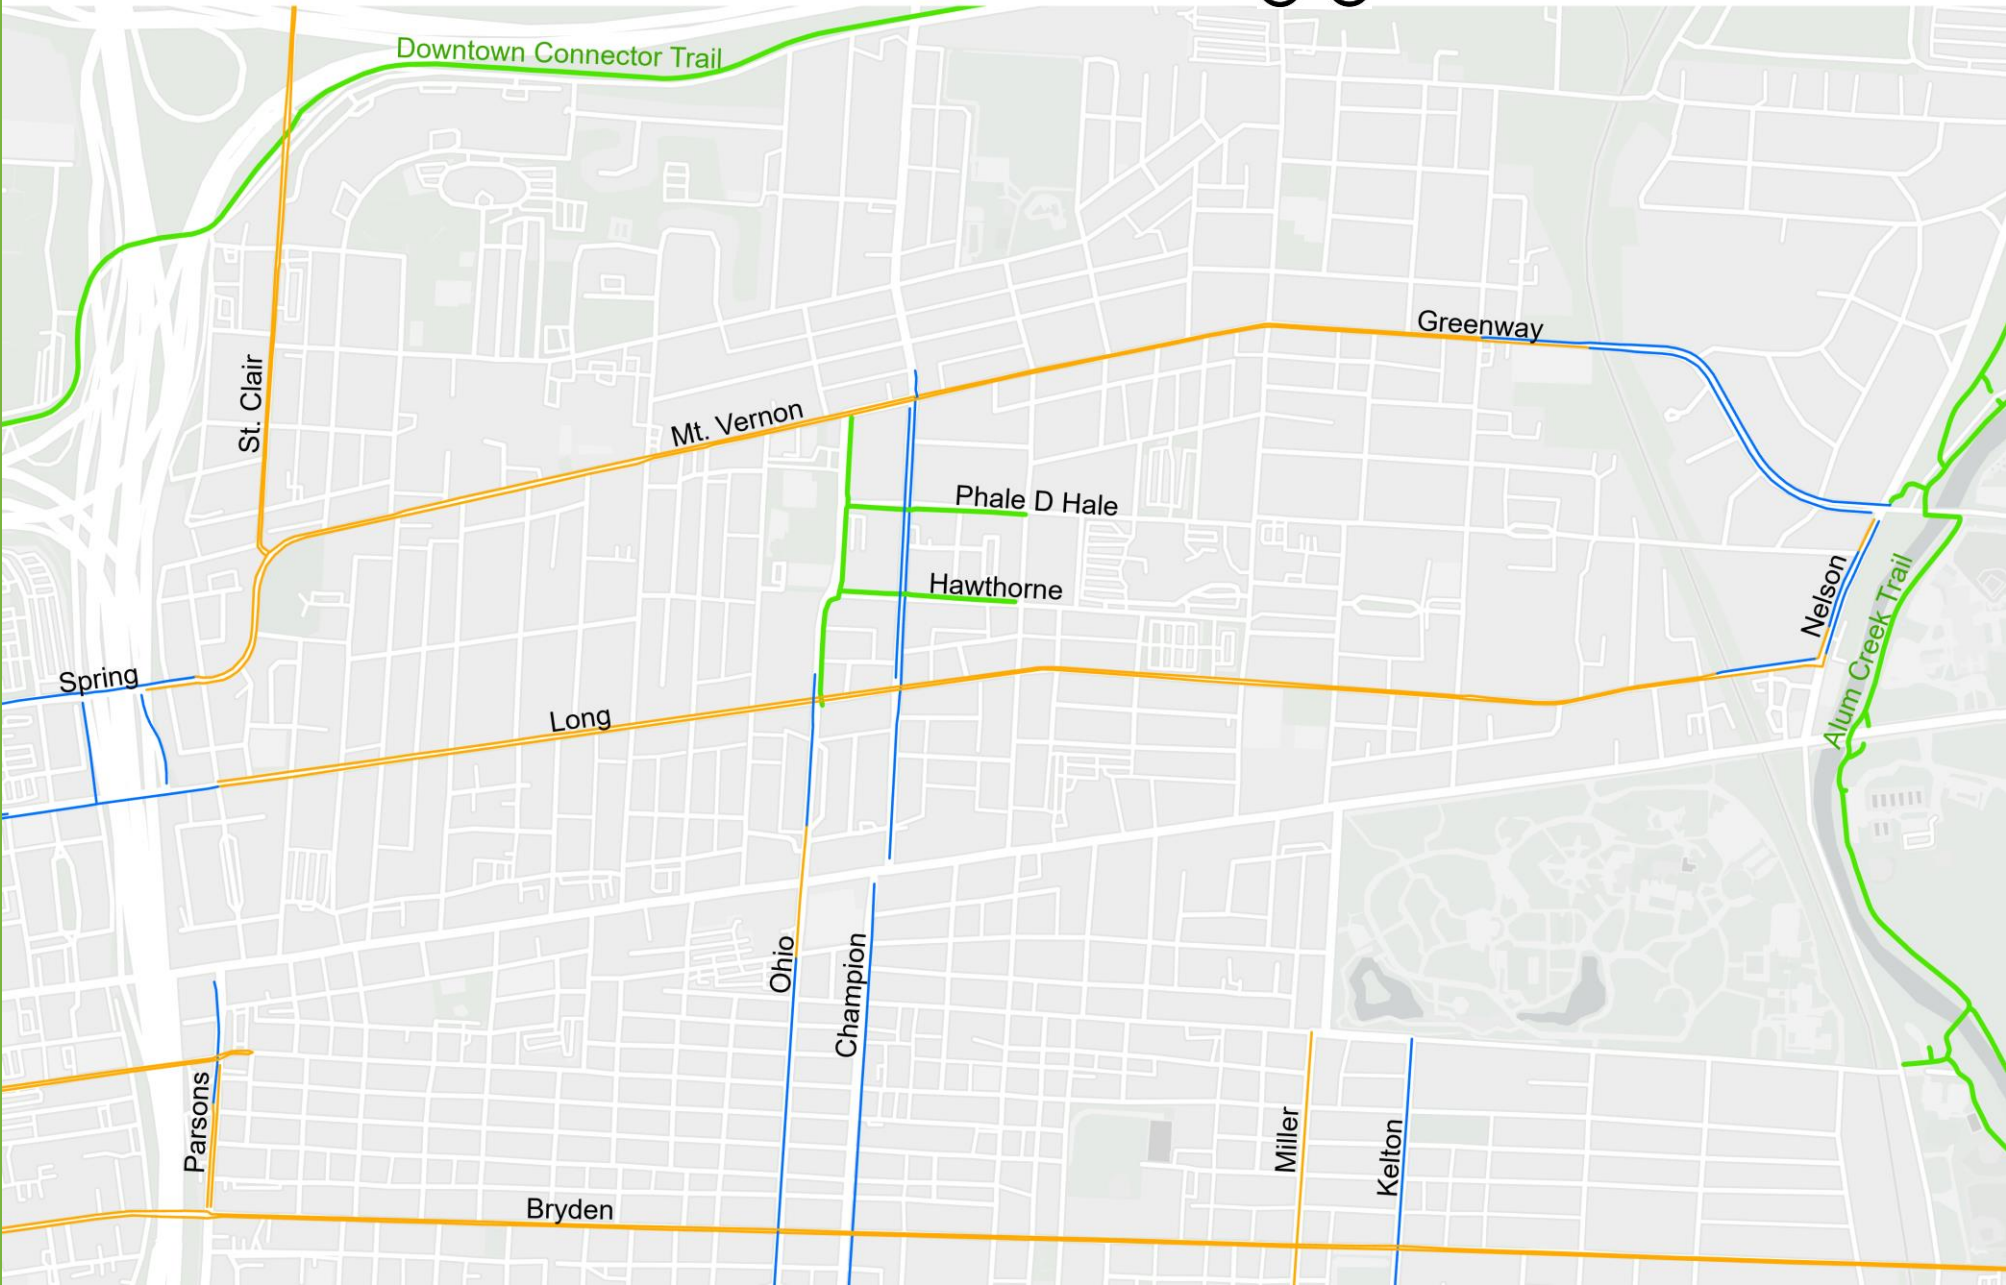 Downtown Connector Trail
Greenway
St. Clair
Mt. Vernon
Phale D Hale
Hawthorne
Nelson
Alum Creek Trail
Spring
Long
Ohio
Champion
Parsons
Miller
Kelton
Bryden